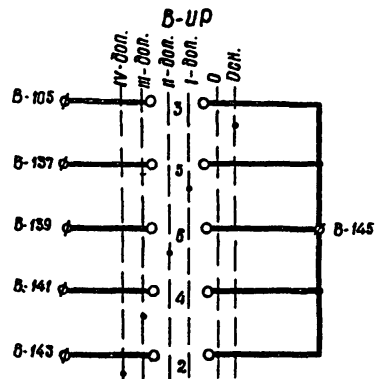 В-ИР
IV-доп.
III-доп.
II-доп.
I-доп.
0
Осн.
В-105
3
В-137
5
В-139
6
В-145
В-141
4
В-143
2